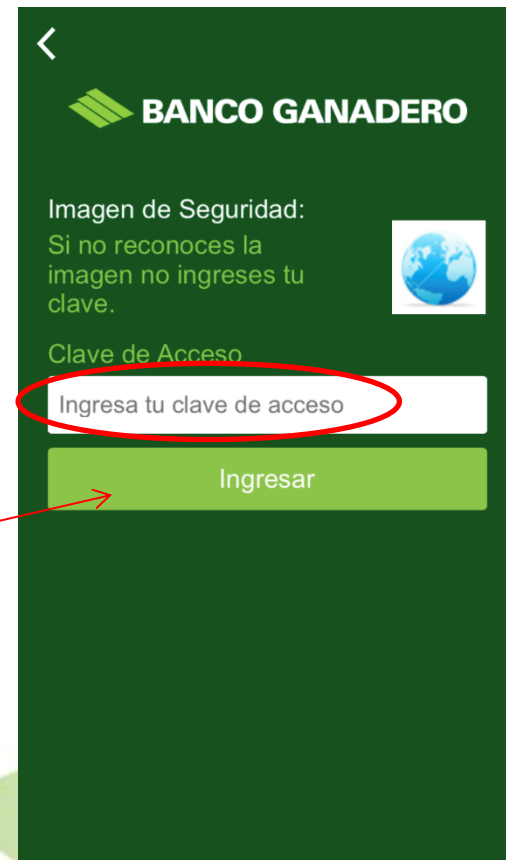 BANCO GANADERO
Imagen de Seguridad:
Si no reconoces la
imagen no ingreses tu
clave.
Clave de Acceso
Ingresa tu clave de acceso
Ingresar